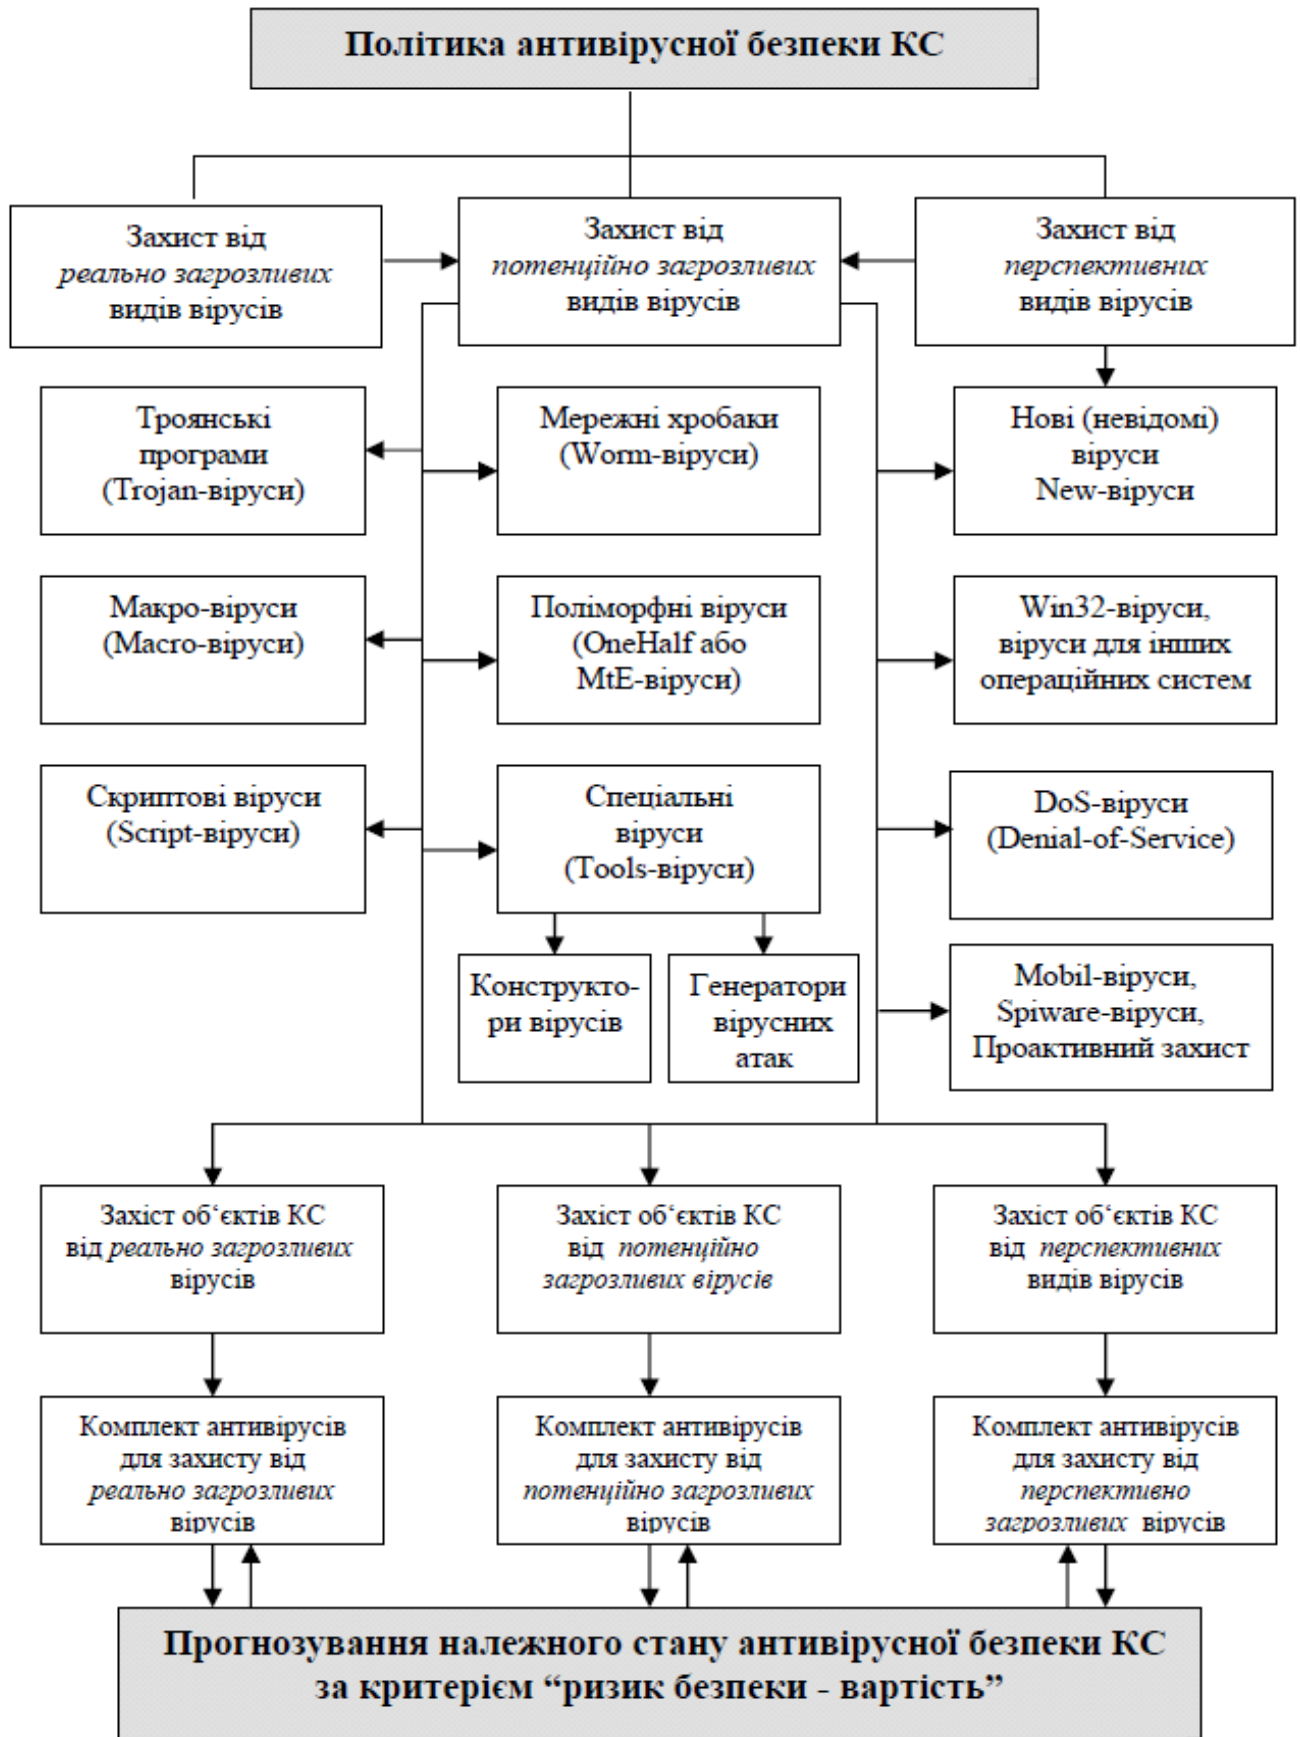 Політика антивірусної безпеки КС
Захист від
реально загрозливих
видів вірусів
Захист від
потенційно загрозливих
видів вірусів
Захист від
перспективних
видів вірусів
Троянські
програми
(Trojan-віруси)
Мережні хробаки
(Worm-віруси)
Нові (невідомі)
віруси
New-віруси
Макро-віруси
(Macro-віруси)
Поліморфні віруси
(OneHalf або
MtE-віруси)
Win32-віруси,
віруси для інших
операційних систем
Скриптові віруси
(Script-віруси)
Спеціальні
віруси
(Tools-віруси)
DoS-віруси
(Denial-of-Service)
Конструкто-
ри вірусів
Генератори
вірусних
атак
Mobil-віруси,
Spiware-віруси,
Проактивний захист
Захіст об‘єктів КС
від реально загрозливих
вірусів
Захіст об‘єктів КС
від потенційно
загрозливих вірусів
Захіст об‘єктів КС
від перспективних
видів вірусів
Комплект антивірусів
для захисту від
реально загрозливих
вірусів
Комплект антивірусів
для захисту від
потенційно загрозливих
вірусів
Комплект антивірусів
для захисту від
перспективно
загрозливих вірусів
Прогнозування належного стану антивірусної безпеки КС
за критерієм “ризик безпеки - вартість”